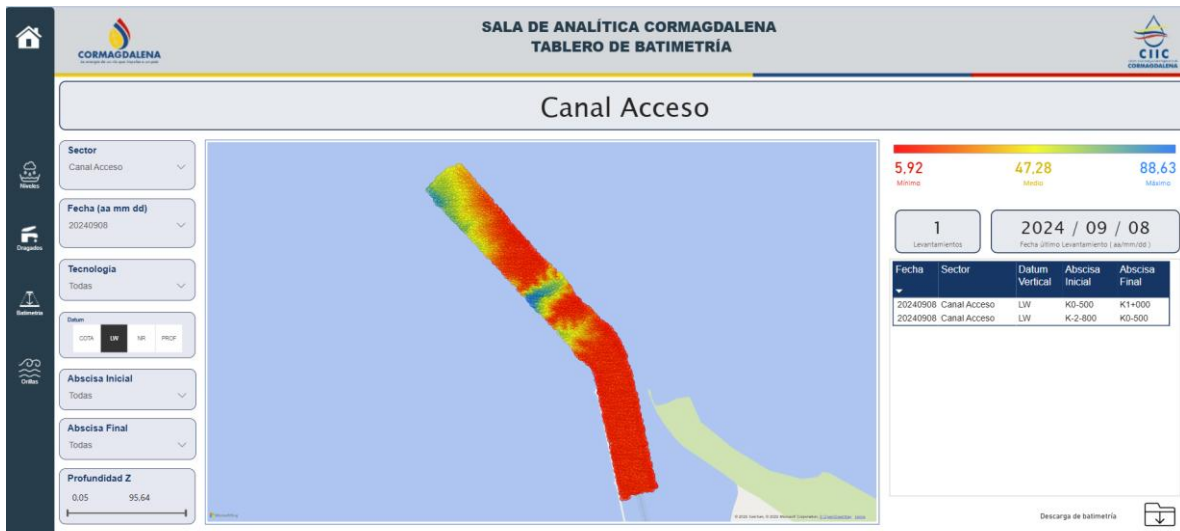 SALA DE ANALÍTICA CORMAGDALENA
TABLERO DE BATIMETRÍA
CORMAGDALENA
CIIC
CORMAGDALENA
Canal Acceso
Niveles
Dragados
Batimetría
Orillas
Sector
Canal Acceso
Fecha (aa mm dd)
20240908
Tecnología
Todas
Datum
COTA LW NR PROF
Abscisa Inicial
Todas
Abscisa Final
Todas
Profundidad Z
0.05 95.64
5,92 47,28 88,63
Mínimo Medio Máximo
1
Levantamientos
2024 / 09 / 08
Fecha último Levantamiento (aa/mm/dd)
Fecha Sector Datum Vertical Abscisa Inicial Abscisa Final
20240908 Canal Acceso LW K0-500 K1+000
20240908 Canal Acceso LW K-2-800 K0-500
Descarga de batimetría